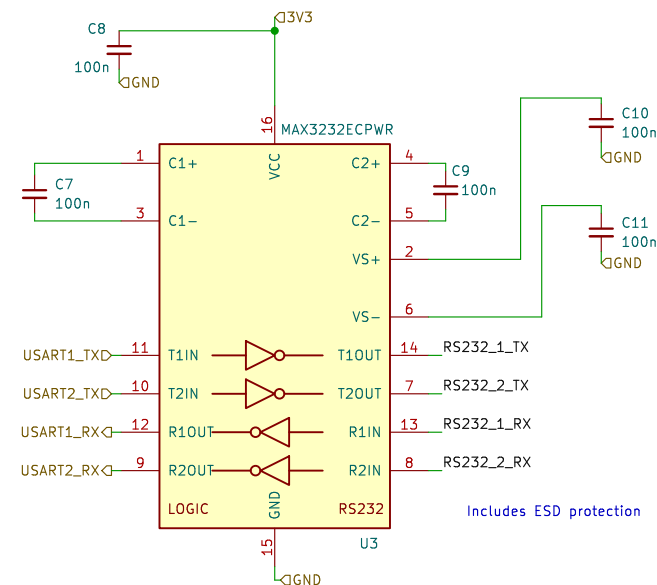 3V3
C8
100n
GND
16
MAX3232ECPWR
VCC
C10
100n
GND
1
C1+
C2+
4
C7
100n
C9
100n
3
C1-
C2-
5
C11
100n
GND
VS+
2
VS-
6
USART1_TX
11
T1IN
T1OUT
14
RS232_1_TX
USART2_TX
10
T2IN
T2OUT
7
RS232_2_TX
USART1_RX
12
R1OUT
R1IN
13
RS232_1_RX
USART2_RX
9
R2OUT
R2IN
8
RS232_2_RX
LOGIC
GND
RS232
Includes ESD protection
15
U3
GND